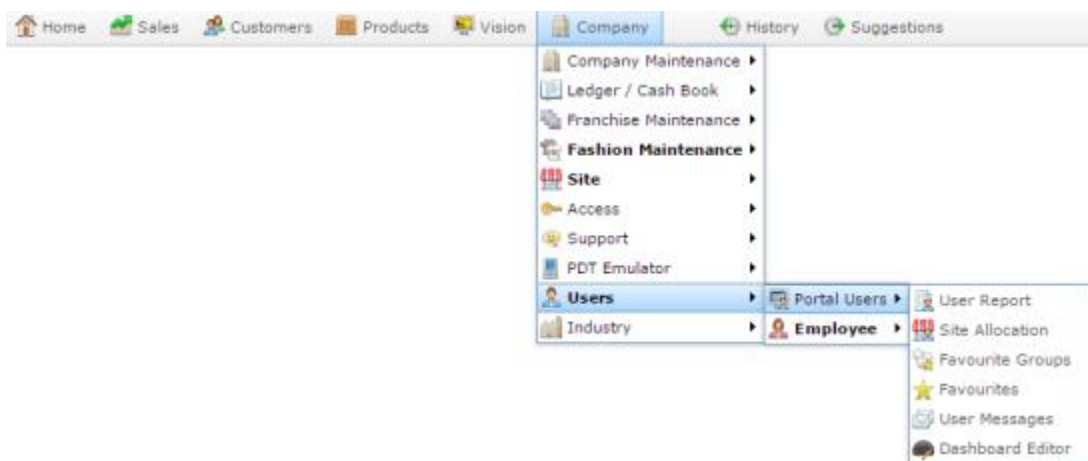 Home Sales Customers Products Vision Company History Suggestions
Company Maintenance
Ledger / Cash Book
Franchise Maintenance
Fashion Maintenance
Site
Access
Support
PDT Emulator
Users Portal Users User Report
Industry Employee Site Allocation
Favourite Groups
Favourites
User Messages
Dashboard Editor